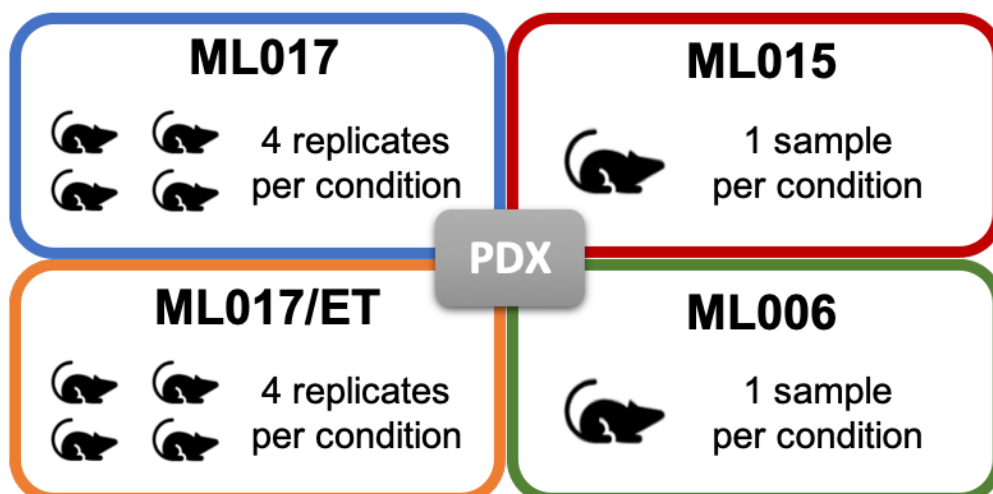 ML017
4 replicates
per condition
ML015
1 sample
per condition
PDX
ML017/ET
4 replicates
per condition
ML006
1 sample
per condition